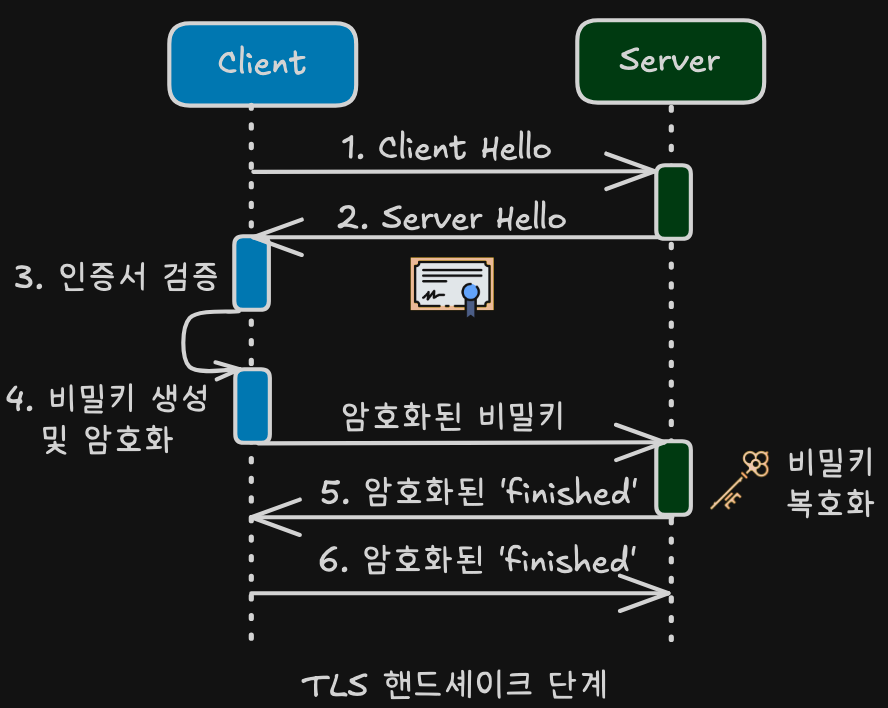 Client
Server
1. Client Hello
2. Server Hello
3. 인증서 검증
4. 비밀키 생성
및 암호화
암호화된 비밀키
비밀키
복호화
5. 암호화된 'finished'
6. 암호화된 'finished'
TLS 핸드셰이크 단계